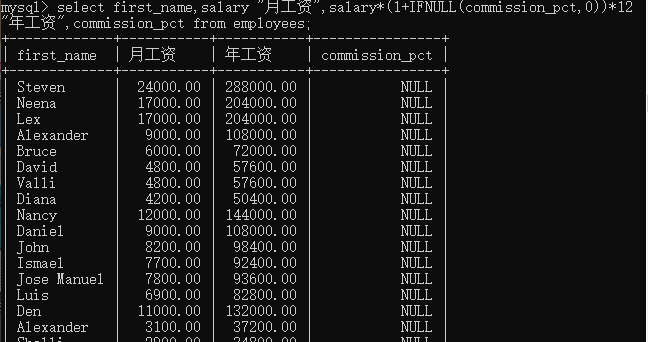 mysql> select first_name,salary "月工资",salary*(1+IFNULL(commission_pct,0))*12
"年工资",commission_pct from employees;
| first_name | 月工资 | 年工资 | commission_pct |
| Steven | 24000.00 | 288000.00 | NULL |
| Neena | 17000.00 | 204000.00 | NULL |
| Lex | 17000.00 | 204000.00 | NULL |
| Alexander | 9000.00 | 108000.00 | NULL |
| Bruce | 6000.00 | 72000.00 | NULL |
| David | 4800.00 | 57600.00 | NULL |
| Valli | 4800.00 | 57600.00 | NULL |
| Diana | 4200.00 | 50400.00 | NULL |
| Nancy | 12000.00 | 144000.00 | NULL |
| Daniel | 9000.00 | 108000.00 | NULL |
| John | 8200.00 | 98400.00 | NULL |
| Ismael | 7700.00 | 92400.00 | NULL |
| Jose Manuel | 7800.00 | 93600.00 | NULL |
| Luis | 6900.00 | 82800.00 | NULL |
| Den | 11000.00 | 132000.00 | NULL |
| Alexander | 3100.00 | 37200.00 | NULL |